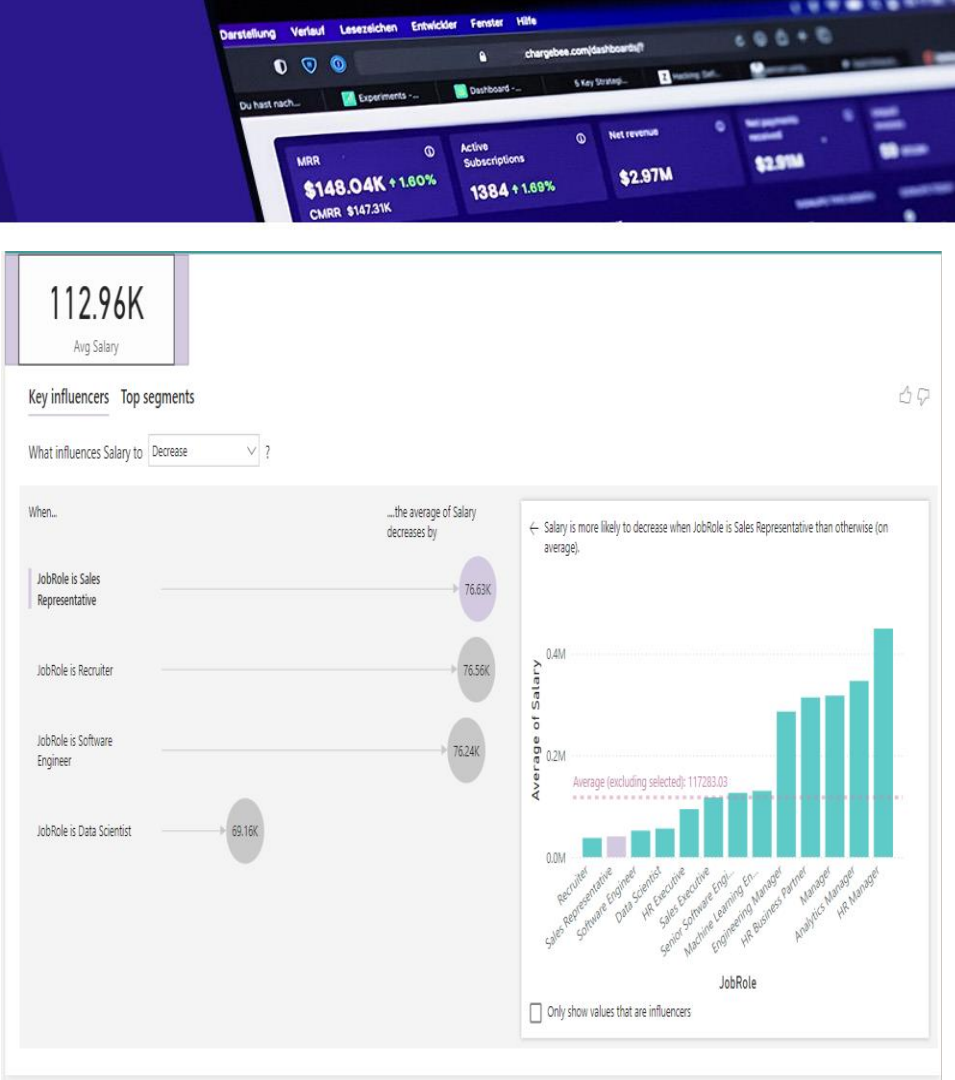 Darstellung Verlauf Lesezeichen Entwickler Fenster Hilfe
chargebee.com/dashboards/?
Du hast nach... Experiments -... Dashboard -... 5 Key Strategi... Hacking:
MRR
$148.04K 1.60%
CMRR $147.31K
Active
Subscriptions
1384 1.69%
Net revenue
$2.97M
Net payments
received
$2.91M
112.96K
Avg Salary
Key influencers Top segments
What influences Salary to Decrease ?
When...
....the average of Salary
decreases by
JobRole is Sales
Representative
76.63K
JobRole is Recruiter
76.56K
JobRole is Software
Engineer
76.24K
JobRole is Data Scientist
69.16K
Salary is more likely to decrease when JobRole is Sales Representative than otherwise (on
average).
Average of Salary
0.4M
0.2M
0.0M
Average (excluding selected): 117283.03
Recruiter
Sales Representative
Software Engineer
Data Scientist
HR Executive
Sales Executive
Senior Software Engi...
Machine Learning En...
Engineering Manager
HR Business Partner
Manager
Analytics Manager
HR Manager
JobRole
Only show values that are influencers